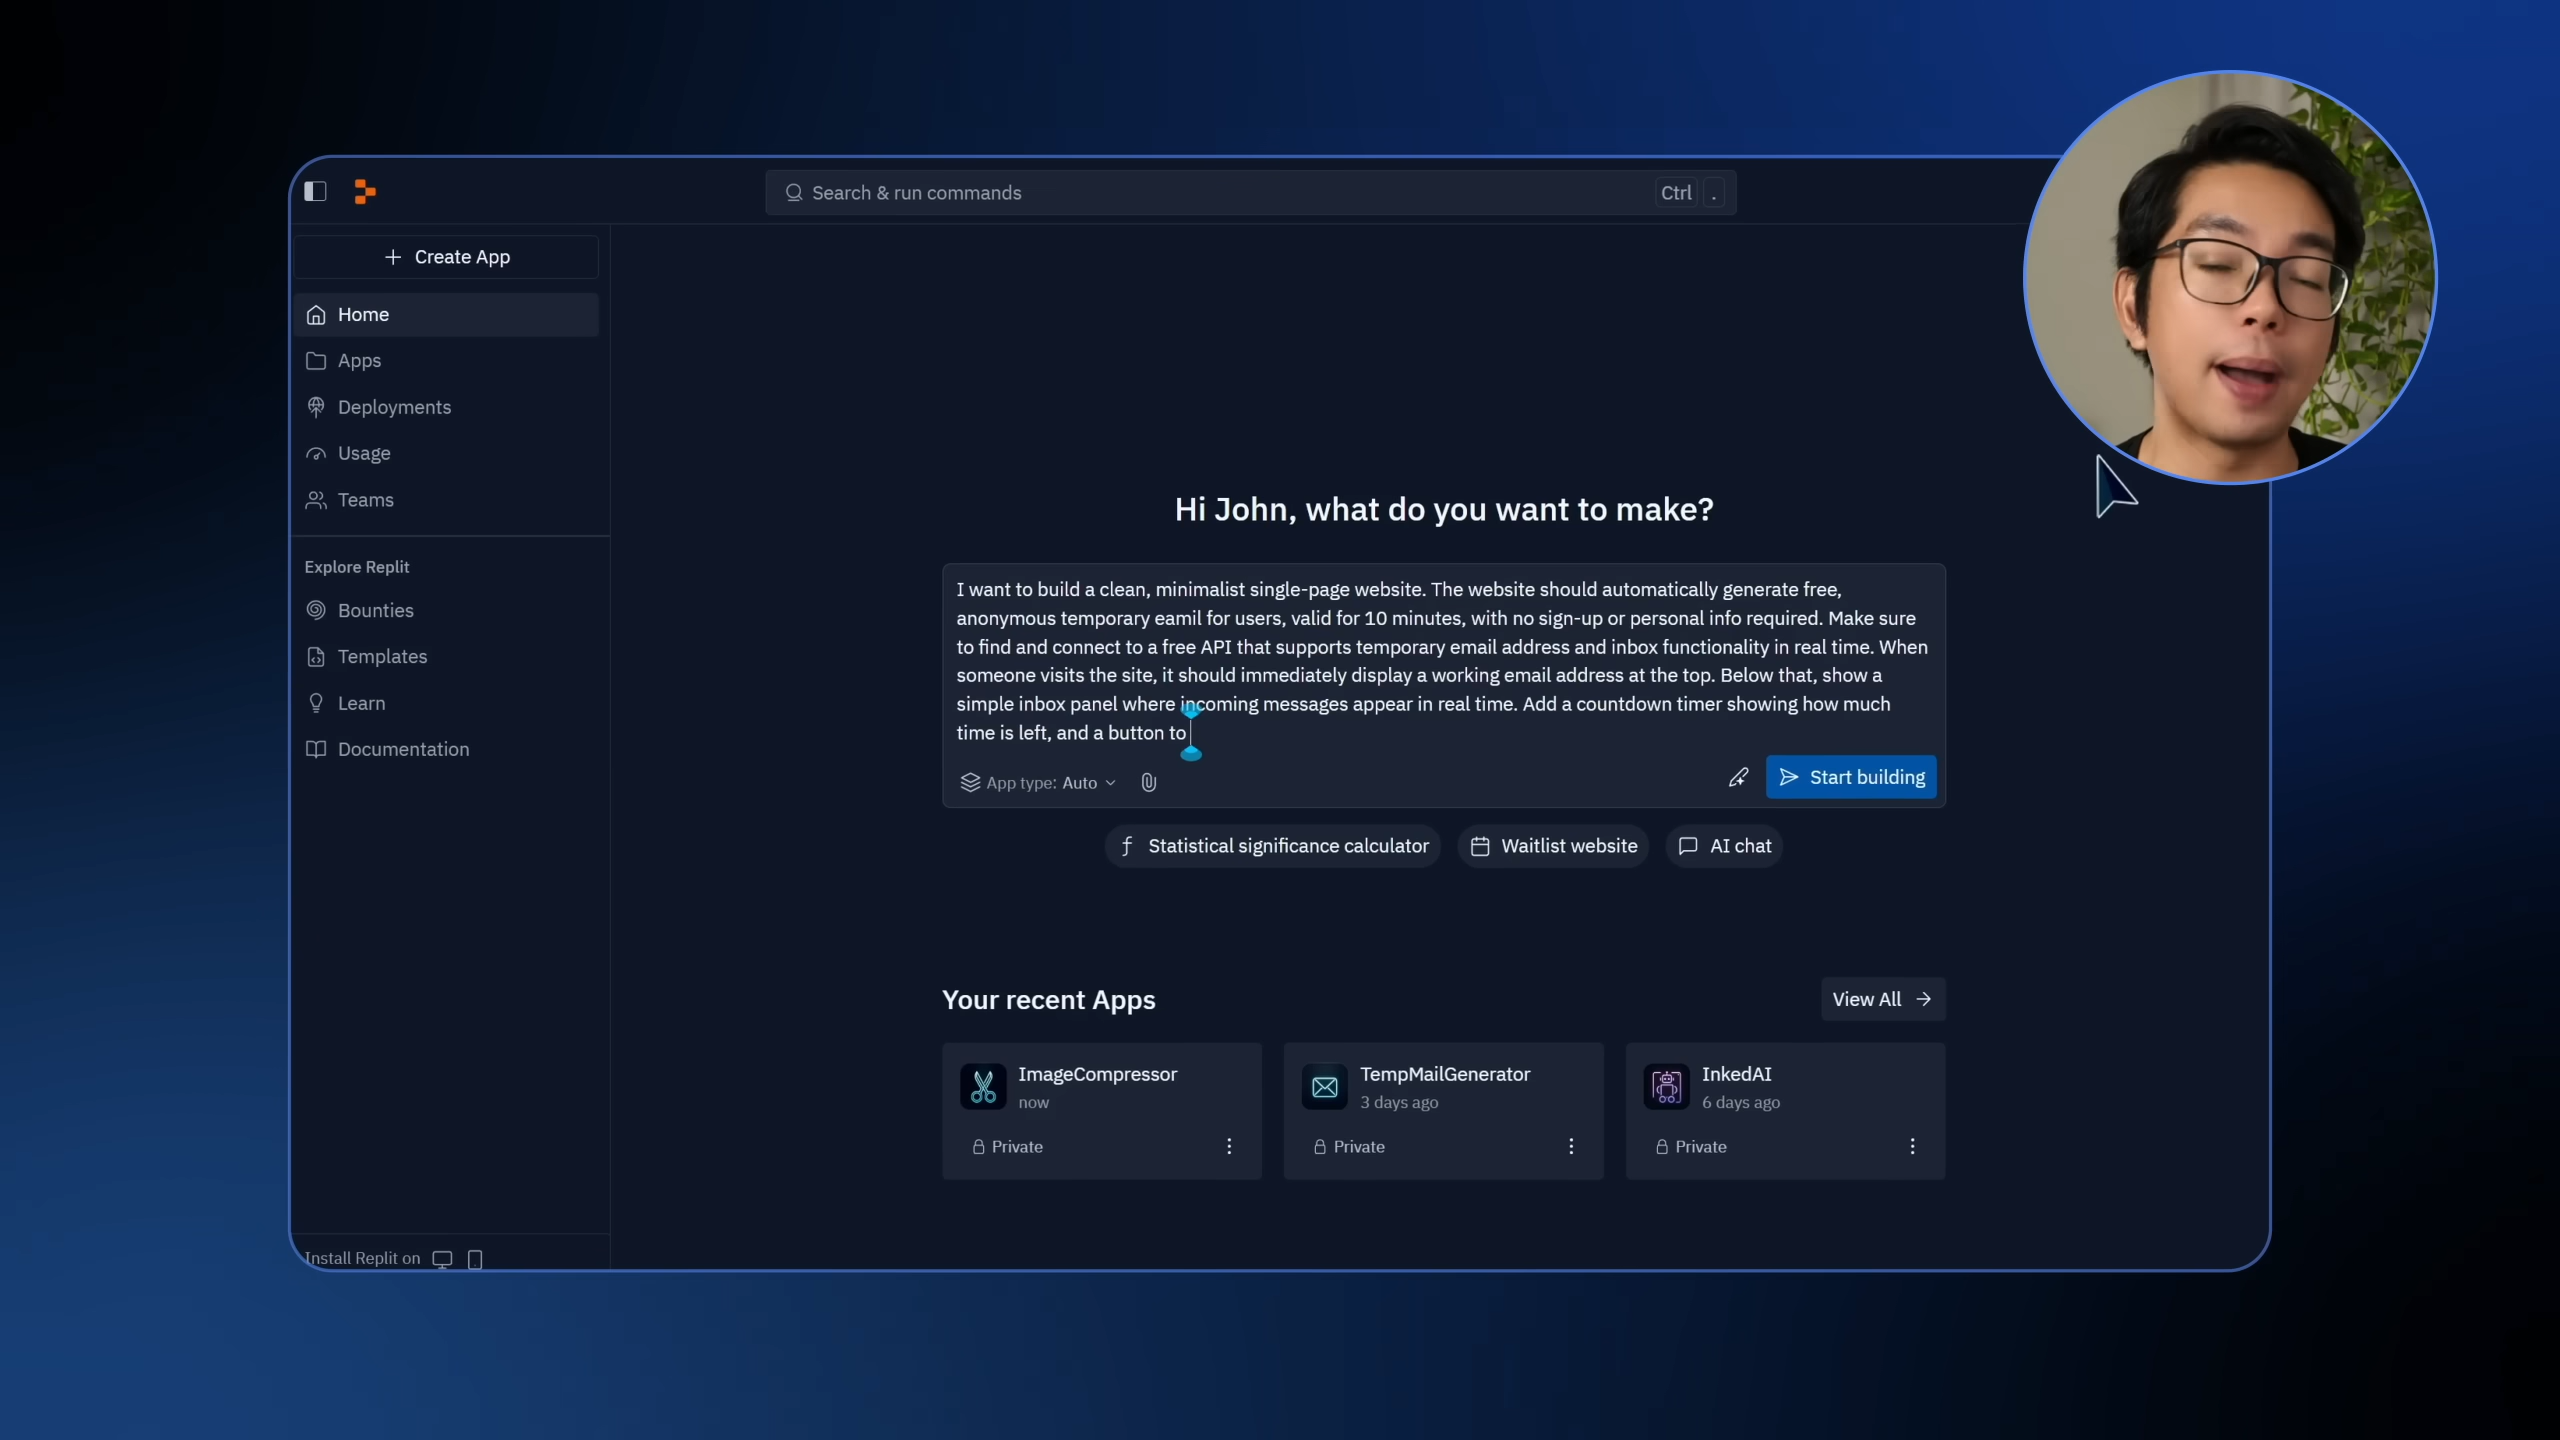 Search & run commands
Ctrl .
Create App
Home
Apps
Deployments
Usage
Teams
Explore Replit
Bounties
Templates
Learn
Documentation
Install Replit on
Hi John, what do you want to make?
I want to build a clean, minimalist single-page website. The website should automatically generate free,
anonymous temporary eamil for users, valid for 10 minutes, with no sign-up or personal info required. Make sure
to find and connect to a free API that supports temporary email address and inbox functionality in real time. When
someone visits the site, it should immediately display a working email address at the top. Below that, show a
simple inbox panel where incoming messages appear in real time. Add a countdown timer showing how much
time is left, and a button to
App type: Auto
Start building
Statistical significance calculator
Waitlist website
AI chat
Your recent Apps
View All
ImageCompressor
now
Private
TempMailGenerator
3 days ago
Private
InkedAI
6 days ago
Private